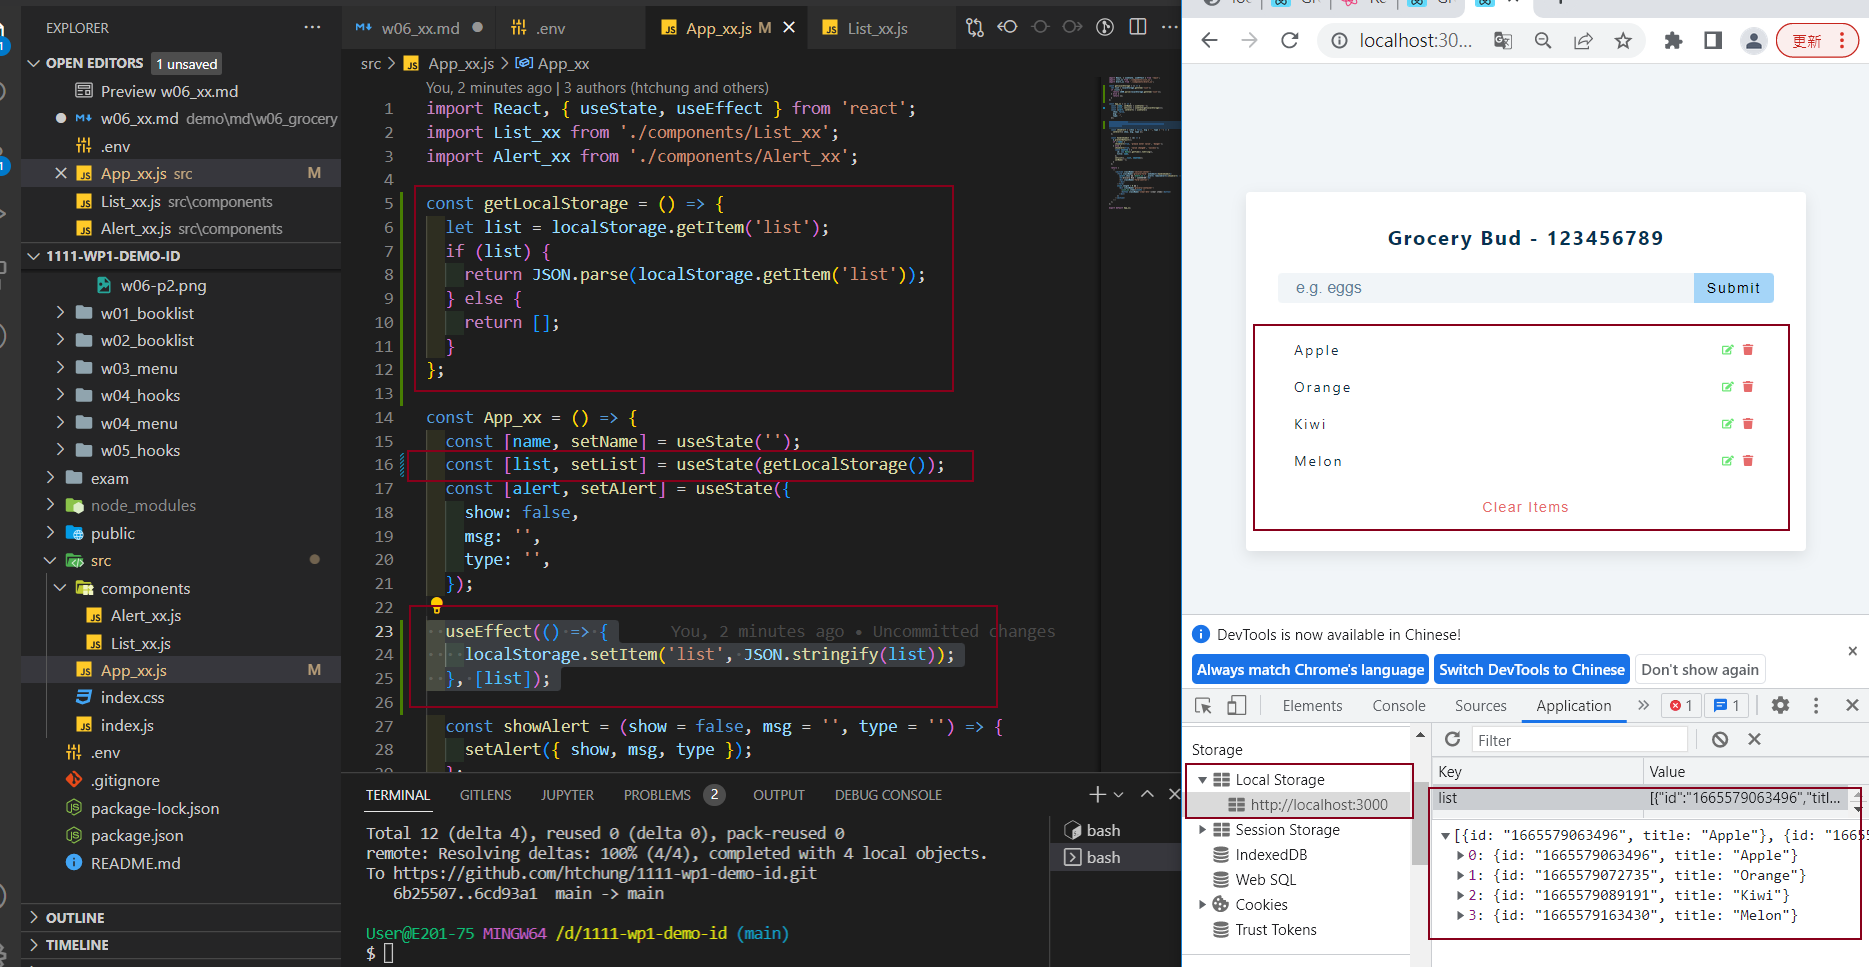 EXPLORER
OPEN EDITORS
1 unsaved
Preview w06_xx.md
w06_xx.md demo\md\w06_grocery
.env
App_xx.js src M
List_xx.js src\components
Alert_xx.js src\components
1111-WP1-DEMO-ID
w06-p2.png
w01_booklist
w02_booklist
w03_menu
w04_hooks
w04_menu
w05_hooks
exam
node_modules
public
src
components
Alert_xx.js
List_xx.js
App_xx.js M
index.css
index.js
.env
.gitignore
package-lock.json
package.json
README.md
OUTLINE
TIMELINE
w06_xx.md
.env
App_xx.js M
List_xx.js
src > App_xx.js > App_xx
You, 2 minutes ago | 3 authors (htchung and others)
1 import React, { useState, useEffect } from 'react';
2 import List_xx from './components/List_xx';
3 import Alert_xx from './components/Alert_xx';
4
5 const getLocalStorage = () => {
6 let list = localStorage.getItem('list');
7 if (list) {
8 return JSON.parse(localStorage.getItem('list'));
9 } else {
10 return [];
11 }
12 };
13
14 const App_xx = () => {
15 const [name, setName] = useState('');
16 const [list, setList] = useState(getLocalStorage());
17 const [alert, setAlert] = useState({
18 show: false,
19 msg: '',
20 type: '',
21 });
22
23 useEffect(() => { You, 2 minutes ago • Uncommitted changes
24 localStorage.setItem('list', JSON.stringify(list));
25 }, [list]);
26
27 const showAlert = (show = false, msg = '', type = '') => {
28 setAlert({ show, msg, type });
TERMINAL
GITLENS
JUPYTER
PROBLEMS 2
OUTPUT
DEBUG CONSOLE
Total 12 (delta 4), reused 0 (delta 0), pack-reused 0
remote: Resolving deltas: 100% (4/4), completed with 4 local objects.
To https://github.com/htchung/1111-wp1-demo-id.git
6b25507..6cd93a1 main -> main
User@E201-75 MINGW64 /d/1111-wp1-demo-id (main)
$
bash
bash
localhost:30...
更新
Grocery Bud - 123456789
e.g. eggs
Submit
Apple
Orange
Kiwi
Melon
Clear Items
DevTools is now available in Chinese!
Always match Chrome's language
Switch DevTools to Chinese
Don't show again
Elements
Console
Sources
Application
1
1
Storage
Local Storage
http://localhost:3000
Session Storage
IndexedDB
Web SQL
Cookies
Trust Tokens
Filter
Key
Value
list
[{"id":"1665579063496","titl...
[{id: "1665579063496", title: "Apple"}, {id: "1665
0: {id: "1665579063496", title: "Apple"}
1: {id: "1665579072735", title: "Orange"}
2: {id: "1665579089191", title: "Kiwi"}
3: {id: "1665579163430", title: "Melon"}